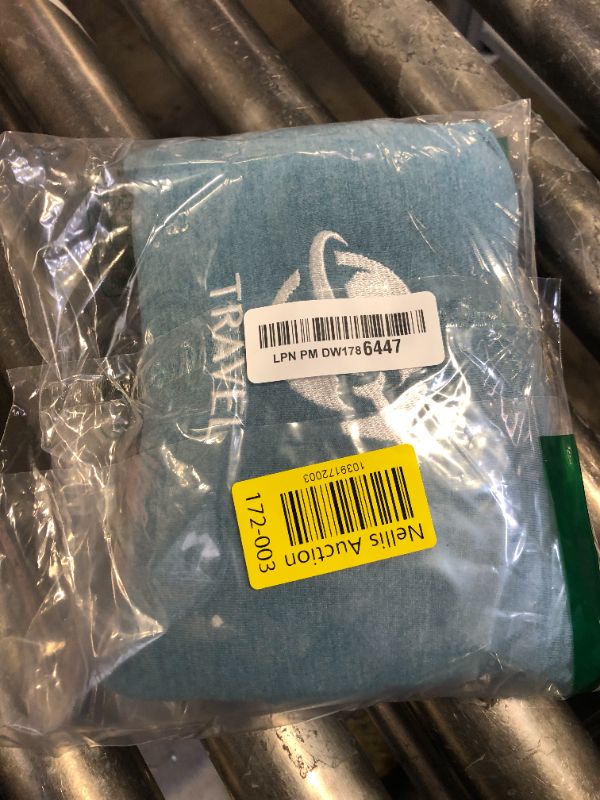 TRAVEL
LPN PM DW1786447
Nellis Auction
1039172003
172-003